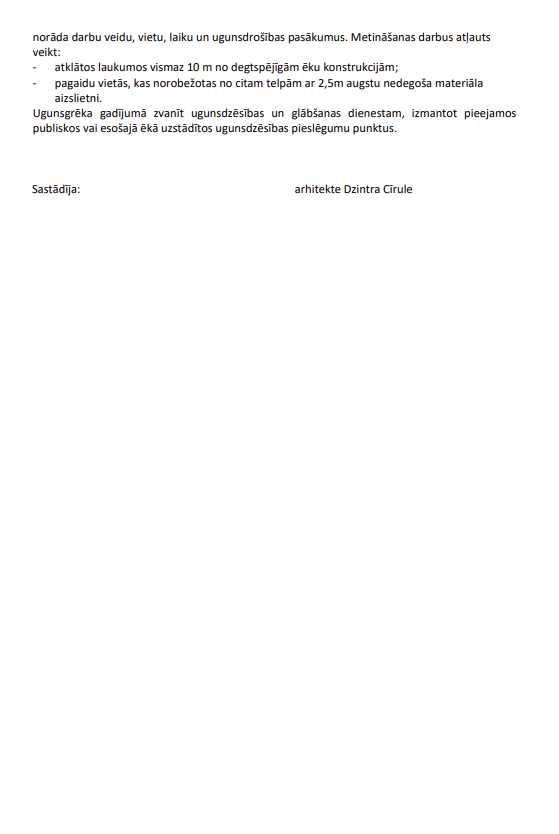 norāda darbu veidu, vietu, laiku un ugunsdrošības pasākumus. Metināšanas darbus atļauts
veikt:
- atklātos laukumos vismaz 10 m no degtspējīgām ēku konstrukcijām;
- pagaidu vietās, kas norobežotas no citam telpām ar 2,5m augstu nedegoša materiāla
aizslietni.
Ugunsgrēka gadījumā zvanīt ugunsdzēsības un glābšanas dienestam, izmantot pieejamos
publiskos vai esošajā ēkā uzstādītos ugunsdzēsības pieslēgumu punktus.
Sastādīja: arhitekte Dzintra Cīrule